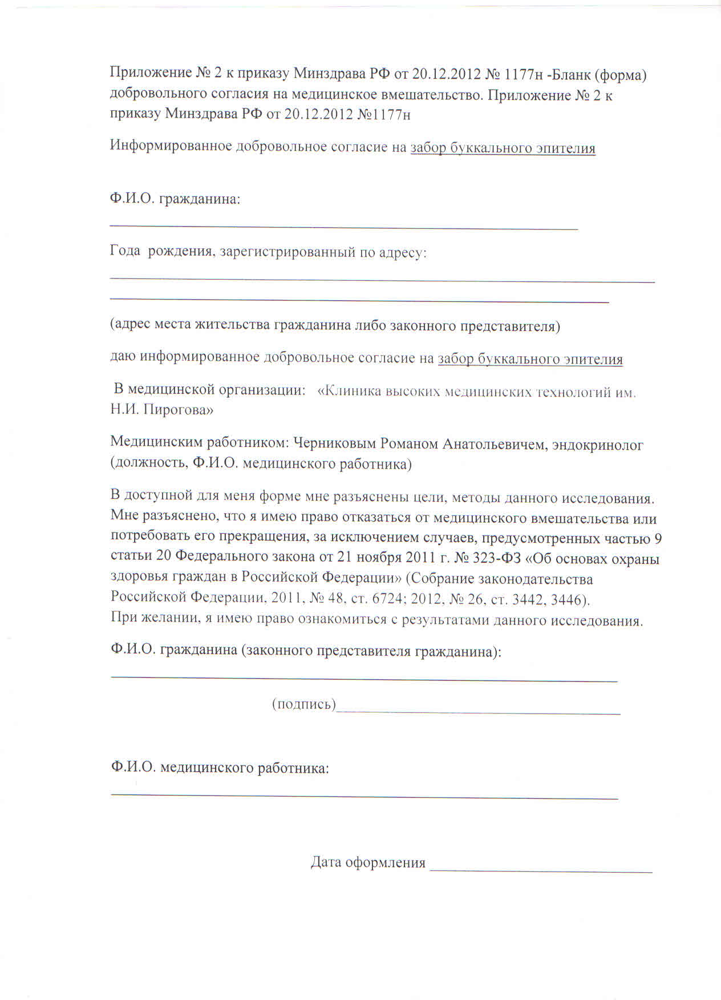 Приложение № 2 к приказу Минздрава РФ от 20.12.2012 № 1177н -Бланк (форма)
добровольного согласия на медицинское вмешательство. Приложение № 2 к
приказу Минздрава РФ от 20.12.2012 №1177н
Информированное добровольное согласие на забор буккального эпителия
Ф.И.О. гражданина:
Года рождения, зарегистрированный по адресу:
(адрес места жительства гражданина либо законного представителя)
даю информированное добровольное согласие на забор буккального эпителия
В медицинской организации: «Клиника высоких медицинских технологий им.
Н.И. Пирогова»
Медицинским работником: Черниковым Романом Анатольевичем, эндокринолог
(должность, Ф.И.О. медицинского работника)
В доступной для меня форме мне разъяснены цели, методы данного исследования.
Мне разъяснено, что я имею право отказаться от медицинского вмешательства или
потребовать его прекращения, за исключением случаев, предусмотренных частью 9
статьи 20 Федерального закона от 21 ноября 2011 г. № 323-ФЗ «Об основах охраны
здоровья граждан в Российской Федерации» (Собрание законодательства
Российской Федерации, 2011, № 48, ст. 6724; 2012, № 26, ст. 3442, 3446).
При желании, я имею право ознакомиться с результатами данного исследования.
Ф.И.О. гражданина (законного представителя гражданина):
(подпись)
Ф.И.О. медицинского работника:
Дата оформления